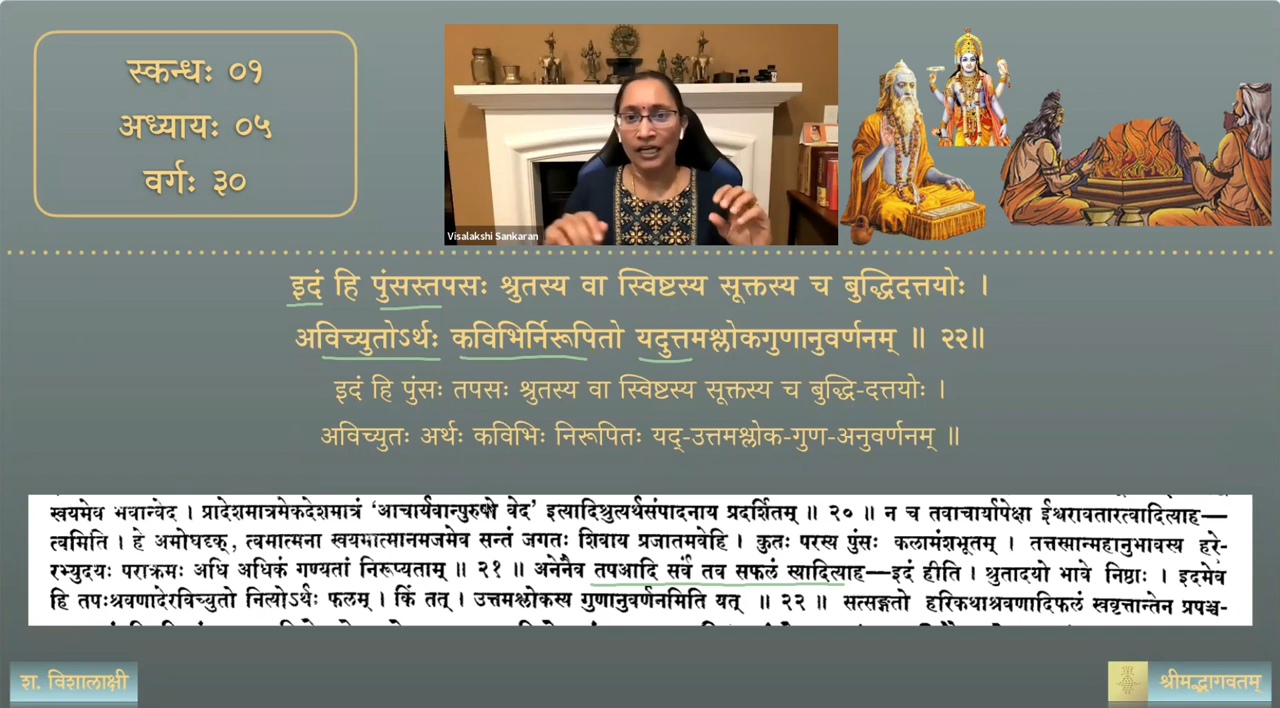 स्कन्धः ०१
अध्यायः ०५
वर्गः ३०
Visalakshi Sankaran
इदं हि पुंसस्तपसः श्रुतस्य वा स्विष्टस्य सूक्तस्य च बुद्धिदत्तयोः ।
अविच्युतोऽर्थः कविभिर्निरूपितो यदुत्तमश्लोकगुणानुवर्णनम् ॥ २२॥
इदं हि पुंसः तपसः श्रुतस्य वा स्विष्टस्य सूक्तस्य च बुद्धि-दत्तयोः ।
अविच्युतः अर्थः कविभिः निरूपितः यद्-उत्तमश्लोक-गुण-अनुवर्णनम् ॥
स्वयमेव भवान्वेद । प्रादेशमात्रमेकदेशमात्रं 'आचार्यवान्पुरुषो वेद' इत्यादिश्रुत्यर्थसंपादनाय प्रदर्शितम् ॥ २० ॥ न च तवाचार्यापेक्षा ईश्वरावतारत्वादित्याह—
त्वमिति । हे अमोघदृक्, त्वमात्मना स्वयमात्मानमजमेव सन्तं जगतः शिवाय प्रजातमवेहि । कुतः परस्य पुंसः कलामंशभूतम् । तत्तस्मान्महानुभावस्य हरे-
रभ्युदयः पराक्रमः अधि अधिकं गण्यतां निरूप्यताम् ॥ २१ ॥ अनेनैव तपआदि सर्वं तव सफलं स्यादित्याह—इदं हीति । श्रुतादयो भावे निष्ठाः । इदमेव
हि तपःश्रवणादेरविच्युतो नित्योऽर्थः फलम् । किं तत् । उत्तमश्लोकस्य गुणानुवर्णनमिति यत् ॥ २२ ॥ सत्सङ्गतो हरिकथाश्रवणादिफलं स्ववृत्तान्तेन प्रपञ्च-
श. विशालाक्षी
श्रीमद्भागवतम्